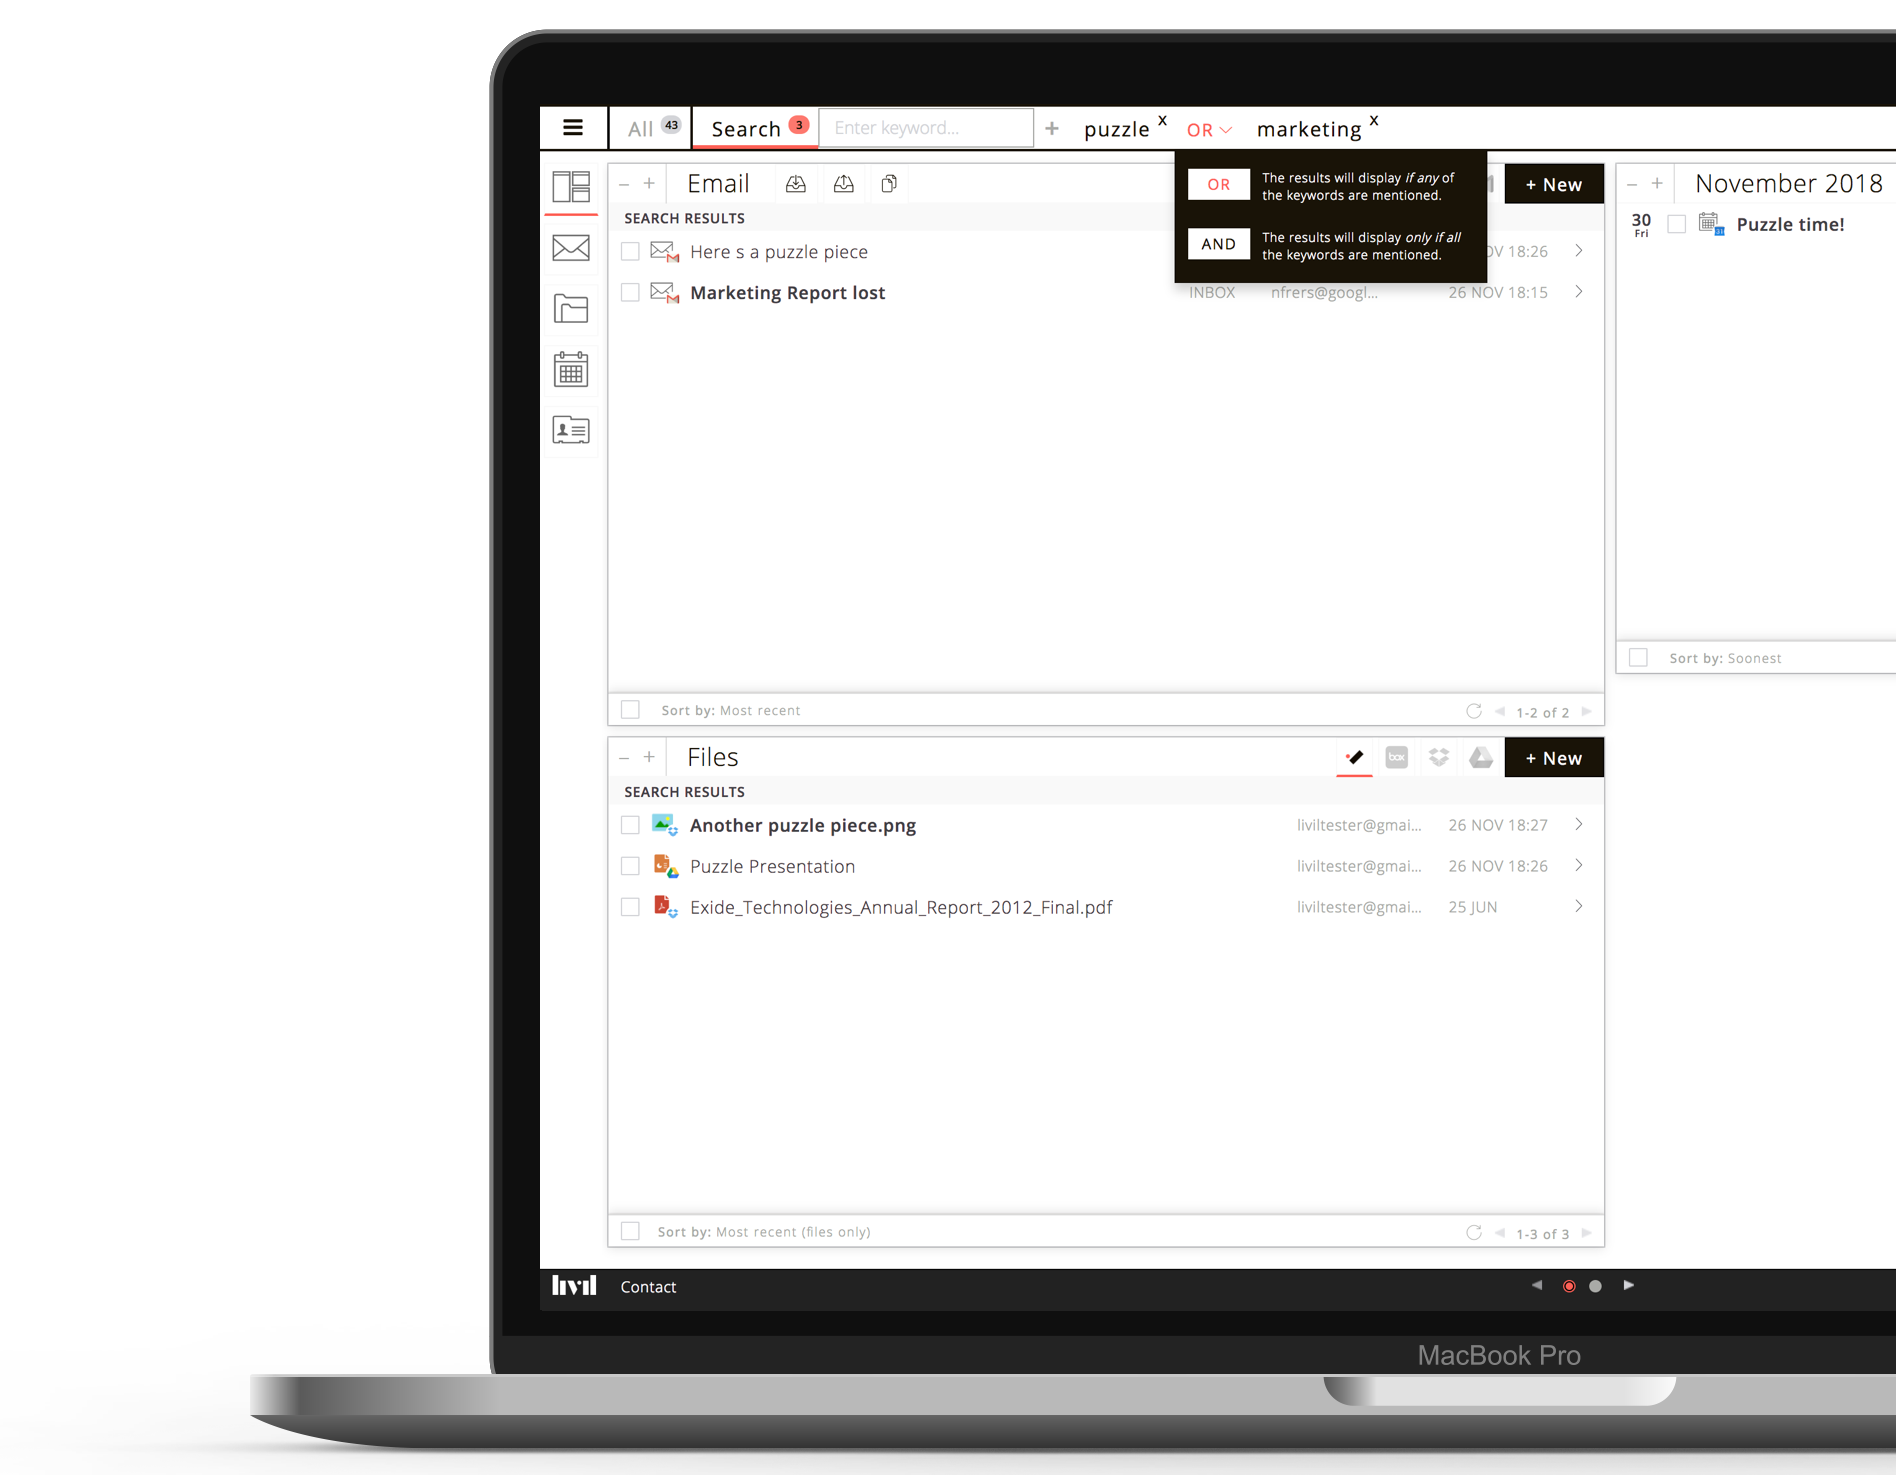 All 43 Search 3 Enter keyword... + puzzle x OR marketing x
− + Email + New
OR The results will display if any of
the keywords are mentioned.
AND The results will display only if all
the keywords are mentioned.
SEARCH RESULTS
Here s a puzzle piece 18:26
Marketing Report lost INBOX nfrers@googl... 26 NOV 18:15
Sort by: Most recent 1-2 of 2
− + Files box + New
SEARCH RESULTS
Another puzzle piece.png liviltester@gmai... 26 NOV 18:27
Puzzle Presentation liviltester@gmai... 26 NOV 18:26
Exide_Technologies_Annual_Report_2012_Final.pdf liviltester@gmai... 25 JUN
Sort by: Most recent (files only) 1-3 of 3
− + November 2018
30 Puzzle time!
Fri
31
Sort by: Soonest
livil Contact
MacBook Pro